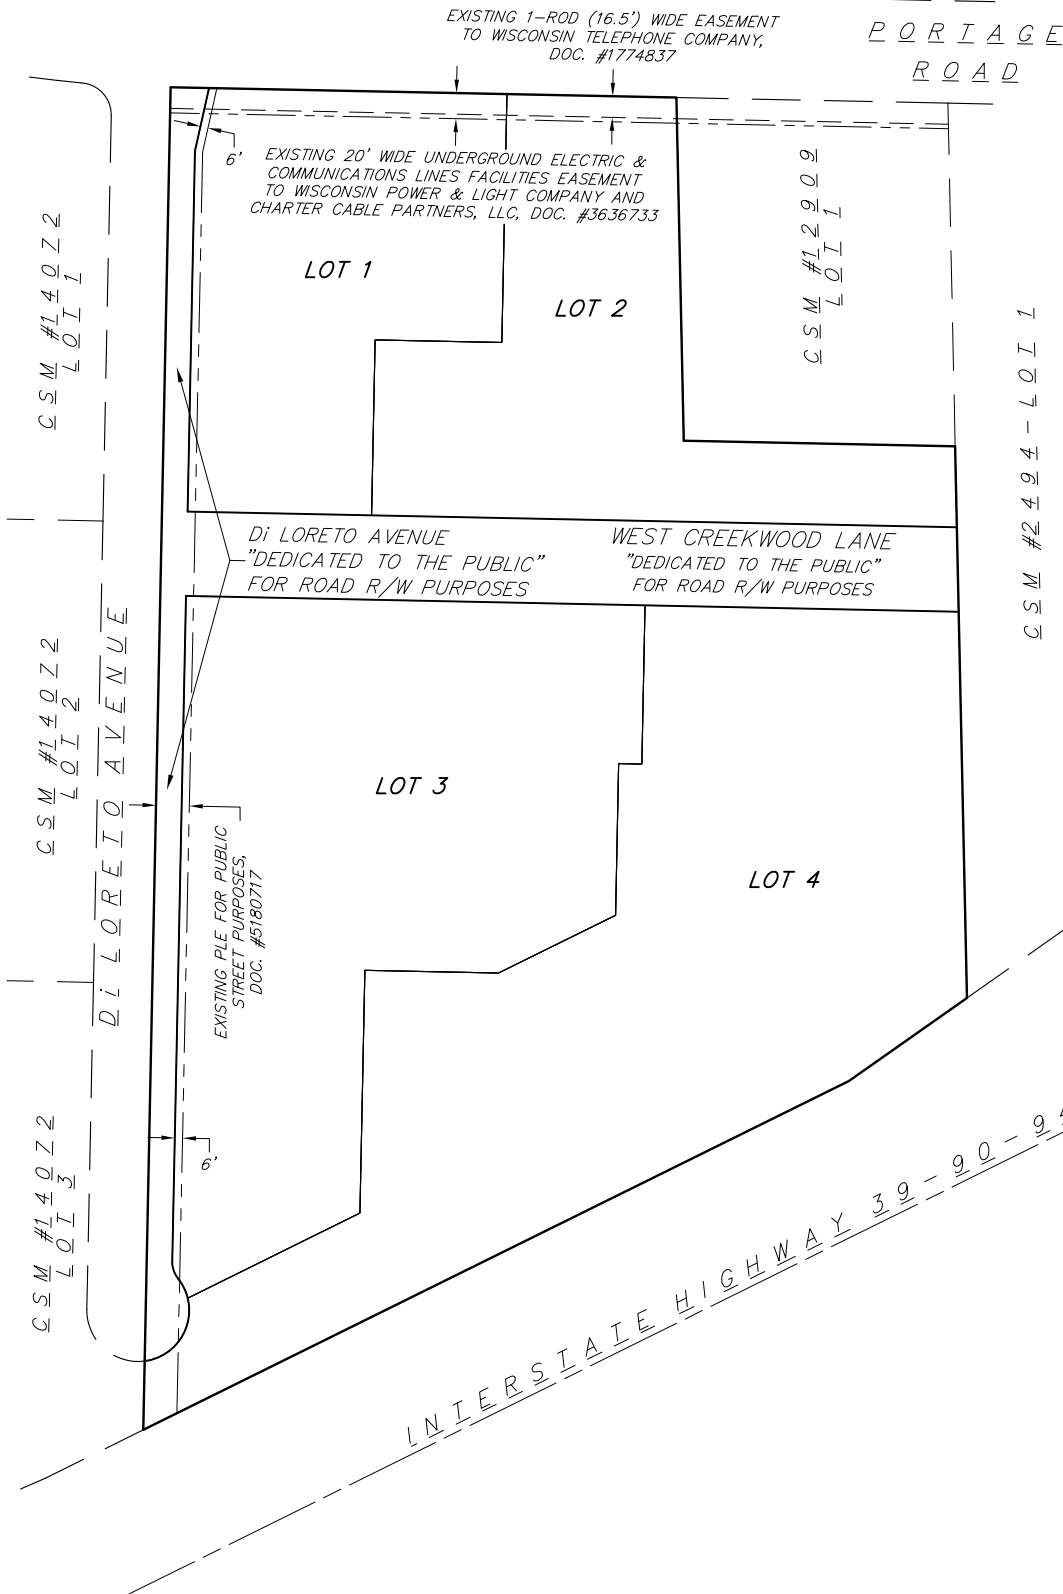 EXISTING 1-ROD (16.5') WIDE EASEMENT
TO WISCONSIN TELEPHONE COMPANY,
DOC. #1774837
PORTAGE
ROAD
6'
EXISTING 20' WIDE UNDERGROUND ELECTRIC &
COMMUNICATIONS LINES FACILITIES EASEMENT
TO WISCONSIN POWER & LIGHT COMPANY AND
CHARTER CABLE PARTNERS, LLC, DOC. #3636733
CSM #14072
LOT 1
LOT 1
LOT 2
CSM #12909
LOT 1
CSM #2494-LOT 1
Di LORETO AVENUE
"DEDICATED TO THE PUBLIC"
FOR ROAD R/W PURPOSES
WEST CREEKWOOD LANE
"DEDICATED TO THE PUBLIC"
FOR ROAD R/W PURPOSES
CSM #14072
LOT 2
Di LORETO AVENUE
LOT 3
EXISTING PLE FOR PUBLIC
STREET PURPOSES,
DOC. #5180717
LOT 4
CSM #14072
LOT 3
6'
INTERSTATE HIGHWAY 39-90-94